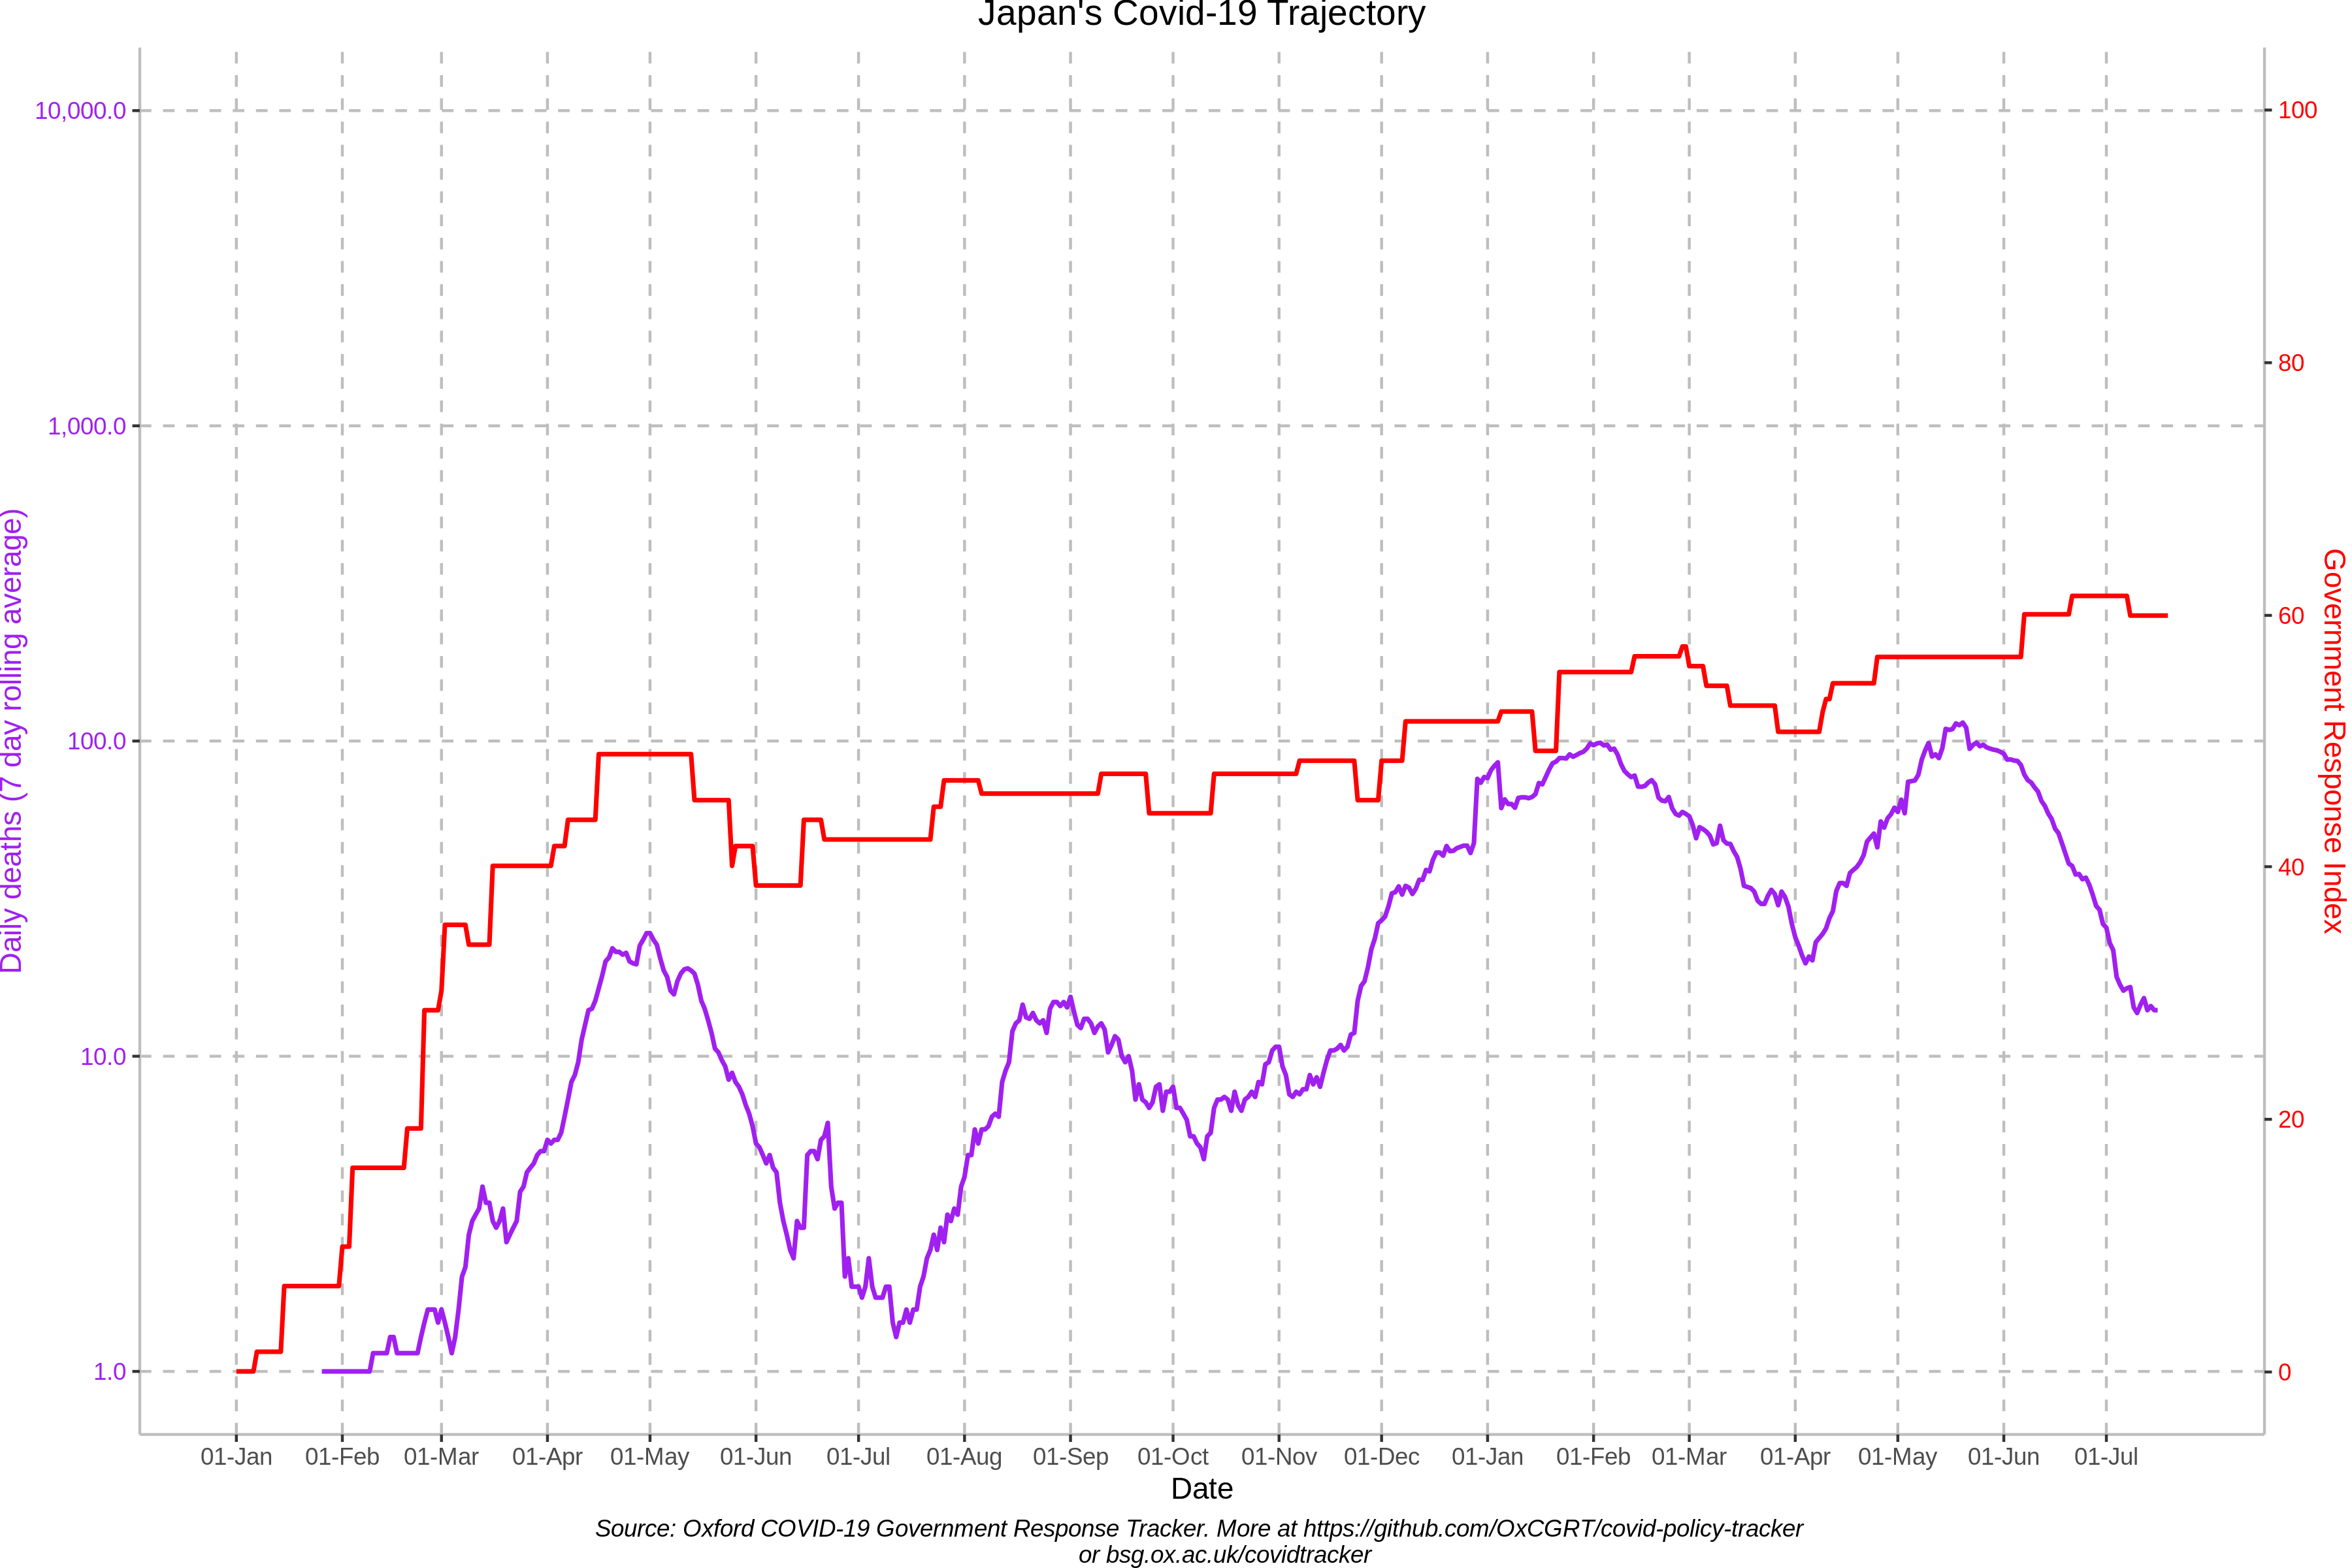 Japan's Covid-19 Trajectory
10,000.0
1,000.0
100.0
10.0
1.0
Daily deaths (7 day rolling average)
100
80
60
40
20
0
Government Response Index
01-Jan 01-Feb 01-Mar 01-Apr 01-May 01-Jun 01-Jul 01-Aug 01-Sep 01-Oct 01-Nov 01-Dec 01-Jan 01-Feb 01-Mar 01-Apr 01-May 01-Jun 01-Jul
Date
Source: Oxford COVID-19 Government Response Tracker. More at https://github.com/OxCGRT/covid-policy-tracker
or bsg.ox.ac.uk/covidtracker